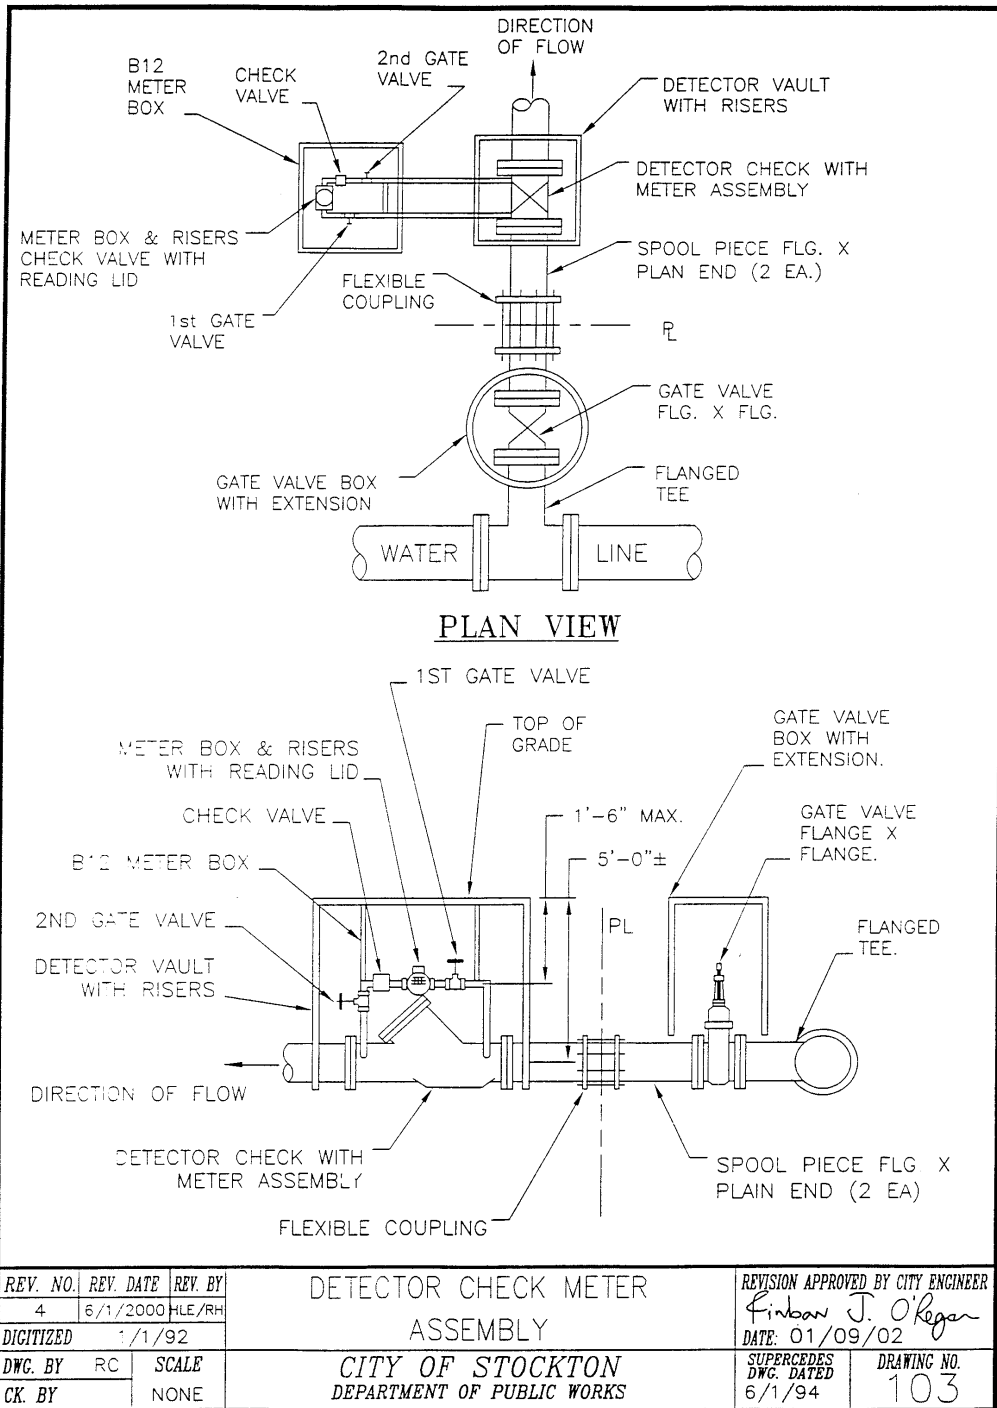 DIRECTION
OF FLOW
B12
METER
BOX
CHECK
VALVE
2nd GATE
VALVE
DETECTOR VAULT
WITH RISERS
DETECTOR CHECK WITH
METER ASSEMBLY
METER BOX & RISERS
CHECK VALVE WITH
READING LID
SPOOL PIECE FLG. X
PLAN END (2 EA.)
FLEXIBLE
COUPLING
1st GATE
VALVE
PL
GATE VALVE
FLG. X FLG.
GATE VALVE BOX
WITH EXTENSION
FLANGED
TEE
WATER LINE
PLAN VIEW
1ST GATE VALVE
TOP OF
GRADE
GATE VALVE
BOX WITH
EXTENSION.
METER BOX & RISERS
WITH READING LID
CHECK VALVE
1'-6" MAX.
GATE VALVE
FLANGE X
FLANGE.
B12 METER BOX
5'-0"±
2ND GATE VALVE
PL
FLANGED
TEE.
DETECTOR VAULT
WITH RISERS
DIRECTION OF FLOW
DETECTOR CHECK WITH
METER ASSEMBLY
SPOOL PIECE FLG X
PLAIN END (2 EA)
FLEXIBLE COUPLING
REV. NO. REV. DATE REV. BY
4 6/1/2000 HLE/RH
DIGITIZED 1/1/92
DWG. BY RC SCALE
CK. BY NONE
DETECTOR CHECK METER
ASSEMBLY
CITY OF STOCKTON
DEPARTMENT OF PUBLIC WORKS
REVISION APPROVED BY CITY ENGINEER
Finbar J. O'Regan
DATE: 01/09/02
SUPERCEDES
DWG. DATED
6/1/94
DRAWING NO.
103